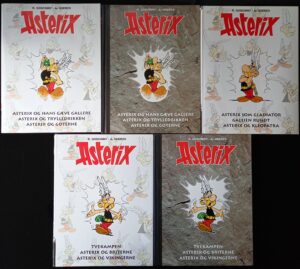 R. GOSCINNY - A. UDERZO
Asterix
ASTERIX OG HANS GÆVE GALLERE
ASTERIX OG TRYLLEDRIKKEN
ASTERIX OG GOTERNE
R. GOSCINNY - A. UDERZO
Asterix
ASTERIX OG HANS GÆVE GALLERE
ASTERIX OG TRYLLEDRIKKEN
ASTERIX OG GOTERNE
R. GOSCINNY - A. UDERZO
Asterix
ASTERIX SOM GLADIATOR
GALLIEN RUNDT
ASTERIX OG KLEOPATRA
R. GOSCINNY - A. UDERZO
Asterix
TVEKAMPEN
ASTERIX OG BRITERNE
ASTERIX OG VIKINGERNE
R. GOSCINNY - A. UDERZO
Asterix
TVEKAMPEN
ASTERIX OG BRITERNE
ASTERIX OG VIKINGERNE